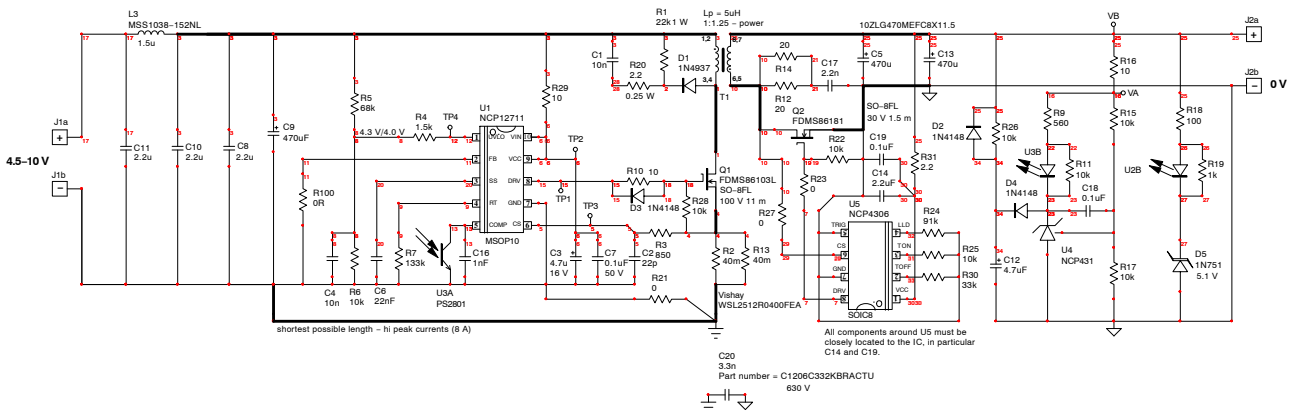 L3
MSS1038-152NL
1.5u
R1
22k1 W
Lp = 5uH
1:1.25 - power
10ZLG470MEFC8X11.5
VB
J2a
+
J2b
−
0 V
C1
10n
R20
2.2
0.25 W
D1
1N4937
1,2
8,7
3,4
6,5
T1
20
R14
R12
20
C17
2.2n
C5
470u
C13
470u
R16
10
VA
R5
68k
R29
10
J1a
+
4.5–10 V
J1b
−
C11
2.2u
C10
2.2u
C8
2.2u
C9
470uF
4.3 V/4.0 V
R4
1.5k
TP4
U1
NCP12711
UVLO
FB
SS
RT
COMP
VIN
VCC
DRV
GND
CS
MSOP10
TP2
TP1
TP3
R10
10
D3
1N4148
R28
10k
Q1
FDMS86103L
SO-8FL
100 V 11 m
Q2
FDMS86181
SO-8FL
30 V 1.5 m
R22
10k
C19
0.1uF
C14
2.2uF
R31
2.2
R23
0
R27
0
U5
NCP4306
TRIG
CS
GND
DRV
LLD
TON
TOFF
VCC
SOIC8
R24
91k
R25
10k
R30
33k
D2
1N4148
R26
10k
D4
1N4148
C12
4.7uF
R9
560
U3B
R11
10k
C18
0.1uF
U4
NCP431
R15
10k
R17
10k
R18
100
U2B
R19
1k
D5
1N751
5.1 V
R100
0R
C4
10n
R6
10k
C6
22nF
R7
133k
U3A
PS2801
C16
1nF
C3
4.7u
16 V
C7
0.1uF
50 V
C2
22p
R3
850
R21
0
R2
40m
R13
40m
Vishay
WSL2512R0400FEA
shortest possible length – hi peak currents (8 A)
All components around U5 must be
closely located to the IC, in particular
C14 and C19.
C20
3.3n
Part number = C1206C332KBRACTU
630 V